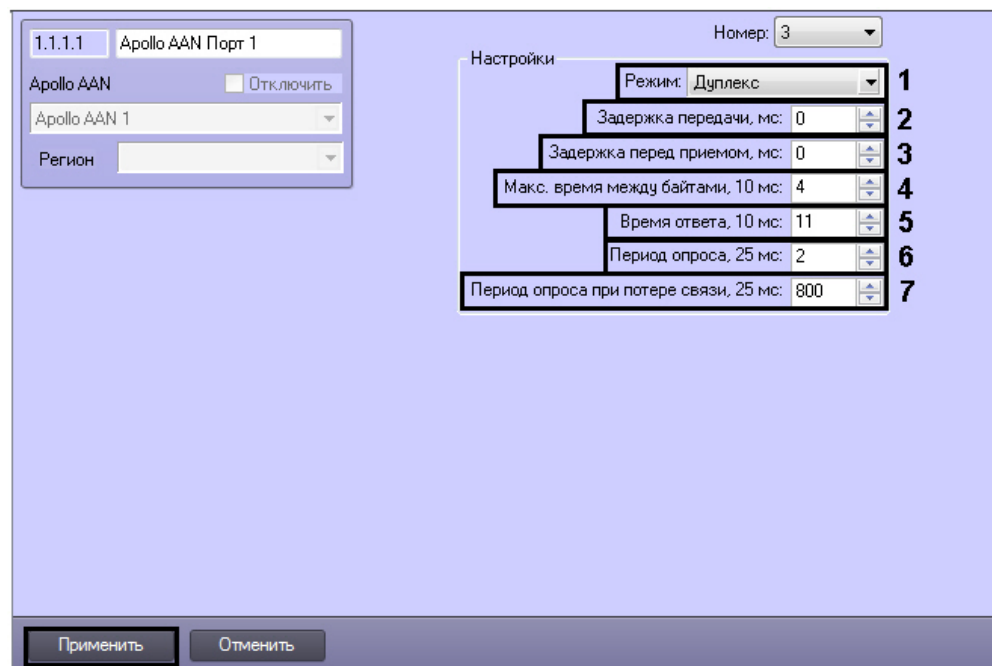 1.1.1.1 Apollo AAN Порт 1
Apollo AAN Отключить
Apollo AAN 1
Регион
Номер: 3
Настройки
Режим: Дуплекс 1
Задержка передачи, мс: 0 2
Задержка перед приемом, мс: 0 3
Макс. время между байтами, 10 мс: 4 4
Время ответа, 10 мс: 11 5
Период опроса, 25 мс: 2 6
Период опроса при потере связи, 25 мс: 800 7
Применить Отменить